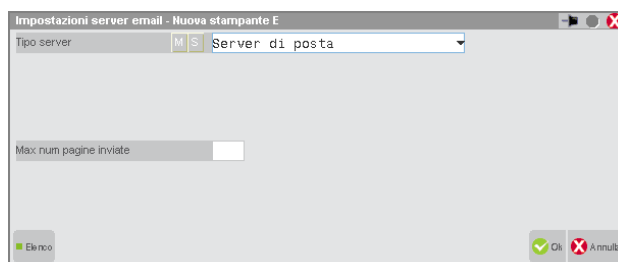 Impostazioni server email - Nuova stampante E
Tipo server M S Server di posta
Max num pagine inviate
Elenco Ok Annulla